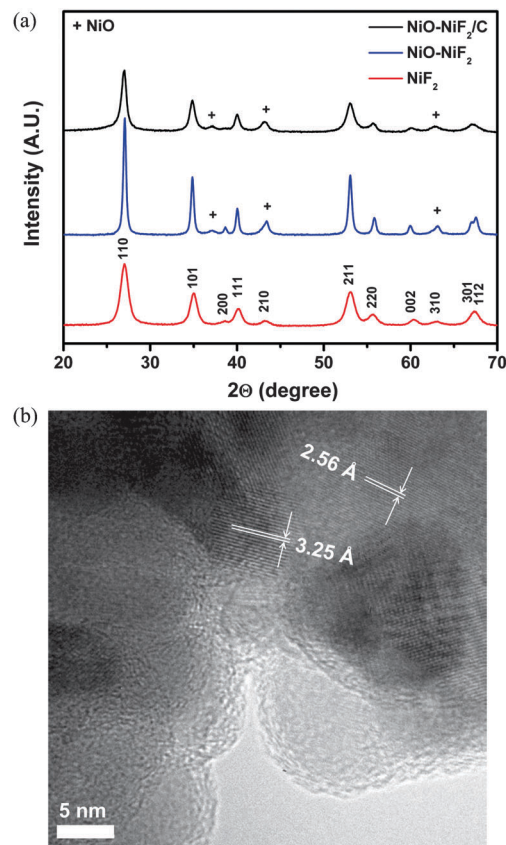 (a)
+ NiO
NiO-NiF₂/C
NiO-NiF₂
NiF₂
+ + +
+ + +
110 101 200 111 210 211 220 002 310 301 112
Intensity (A.U.)
20 30 40 50 60 70
2Θ (degree)
(b)
2.56 Å
3.25 Å
5 nm